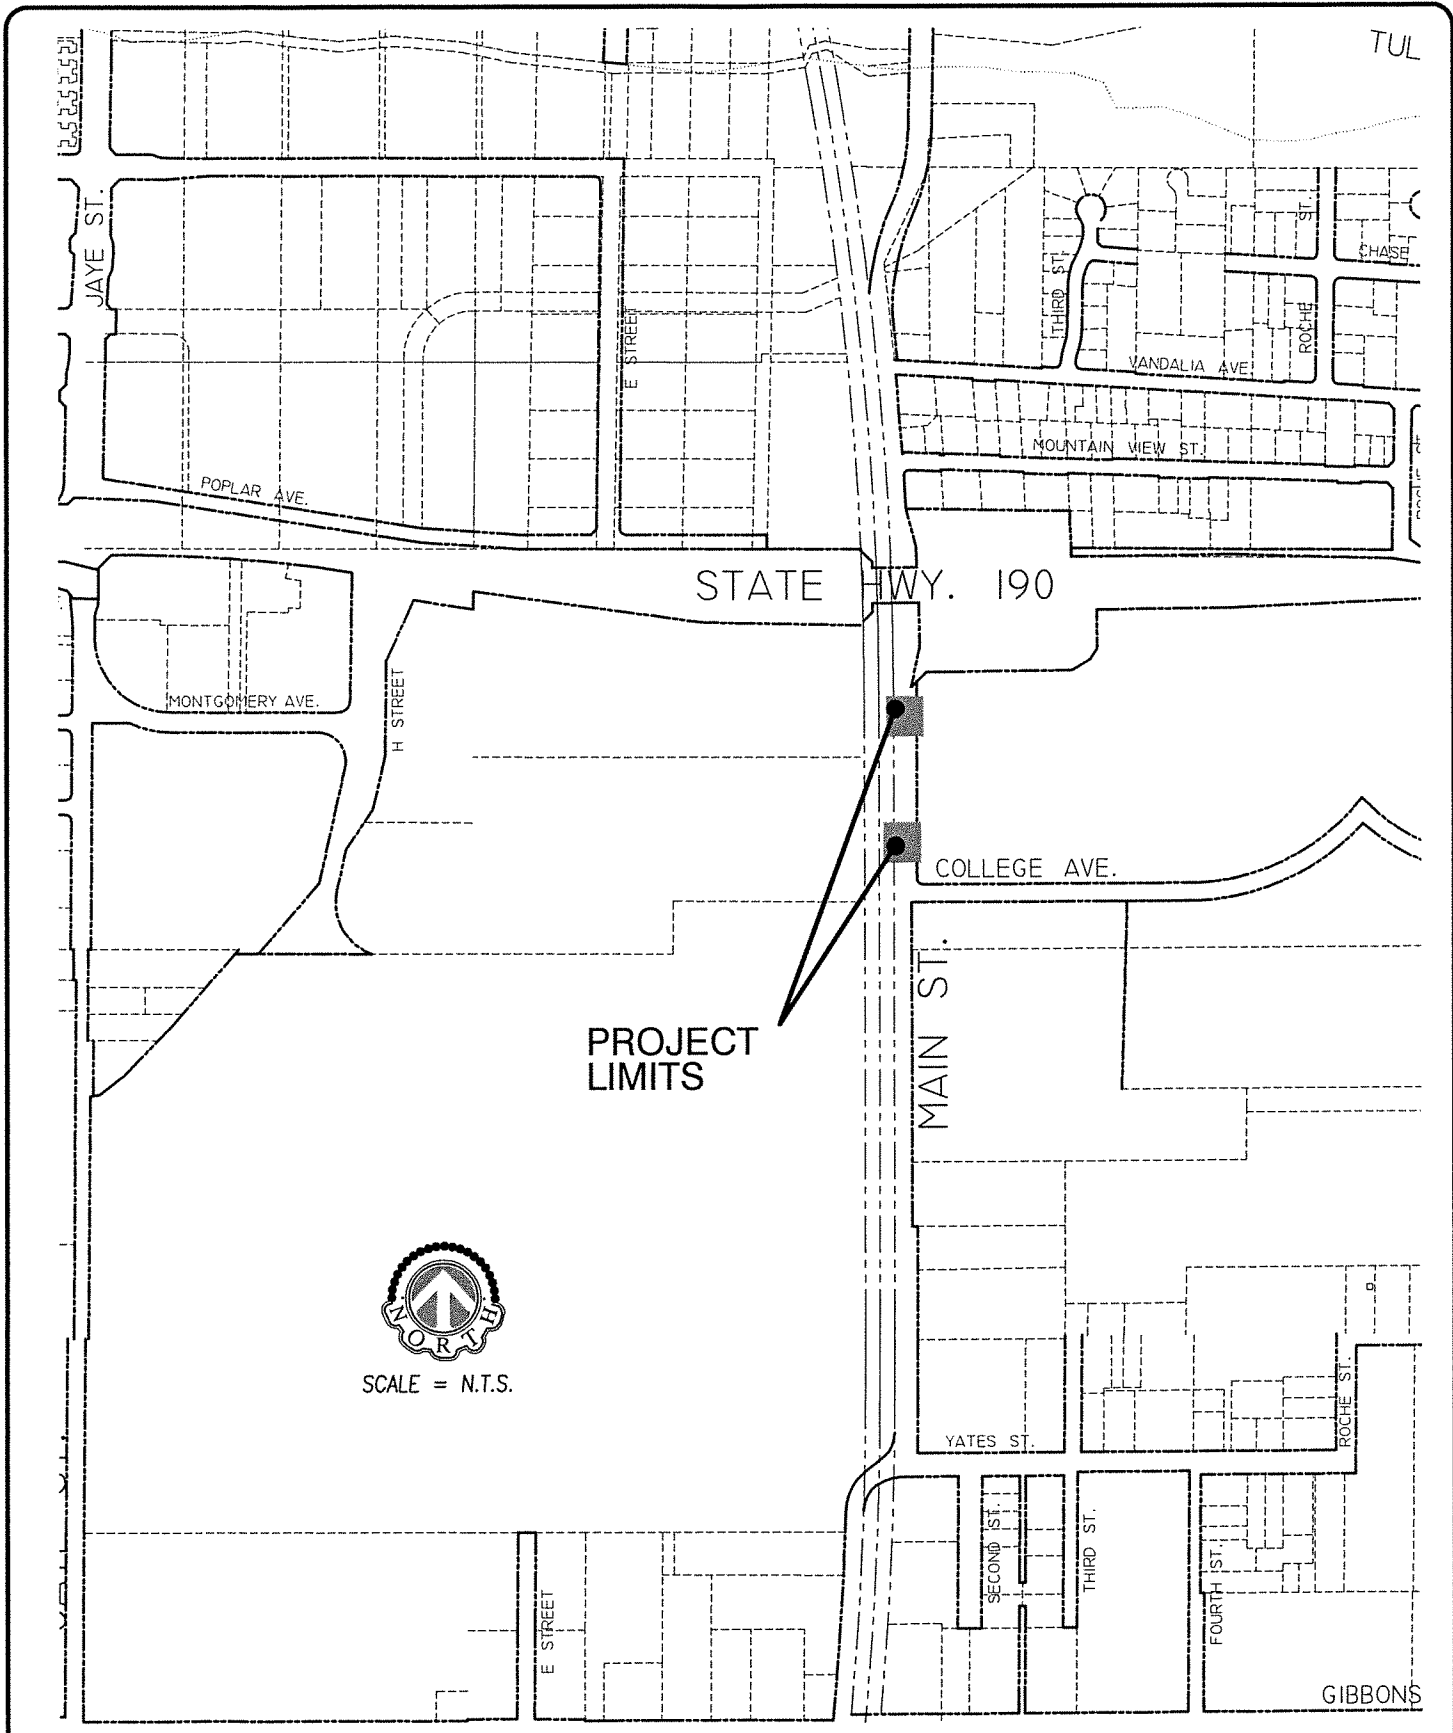 TUL
JAYE ST.
ST.
CHASE
THIRD ST.
ROCHE
E STREET
VANDALIA AVE.
MOUNTAIN VIEW ST.
POPLAR AVE.
STATE HWY. 190
MONTGOMERY AVE.
H STREET
COLLEGE AVE.
MAIN ST.
PROJECT
LIMITS
NORTH
SCALE = N.T.S.
ROCHE ST.
YATES ST.
SECOND ST.
THIRD ST.
FOURTH ST.
E STREET
GIBBONS